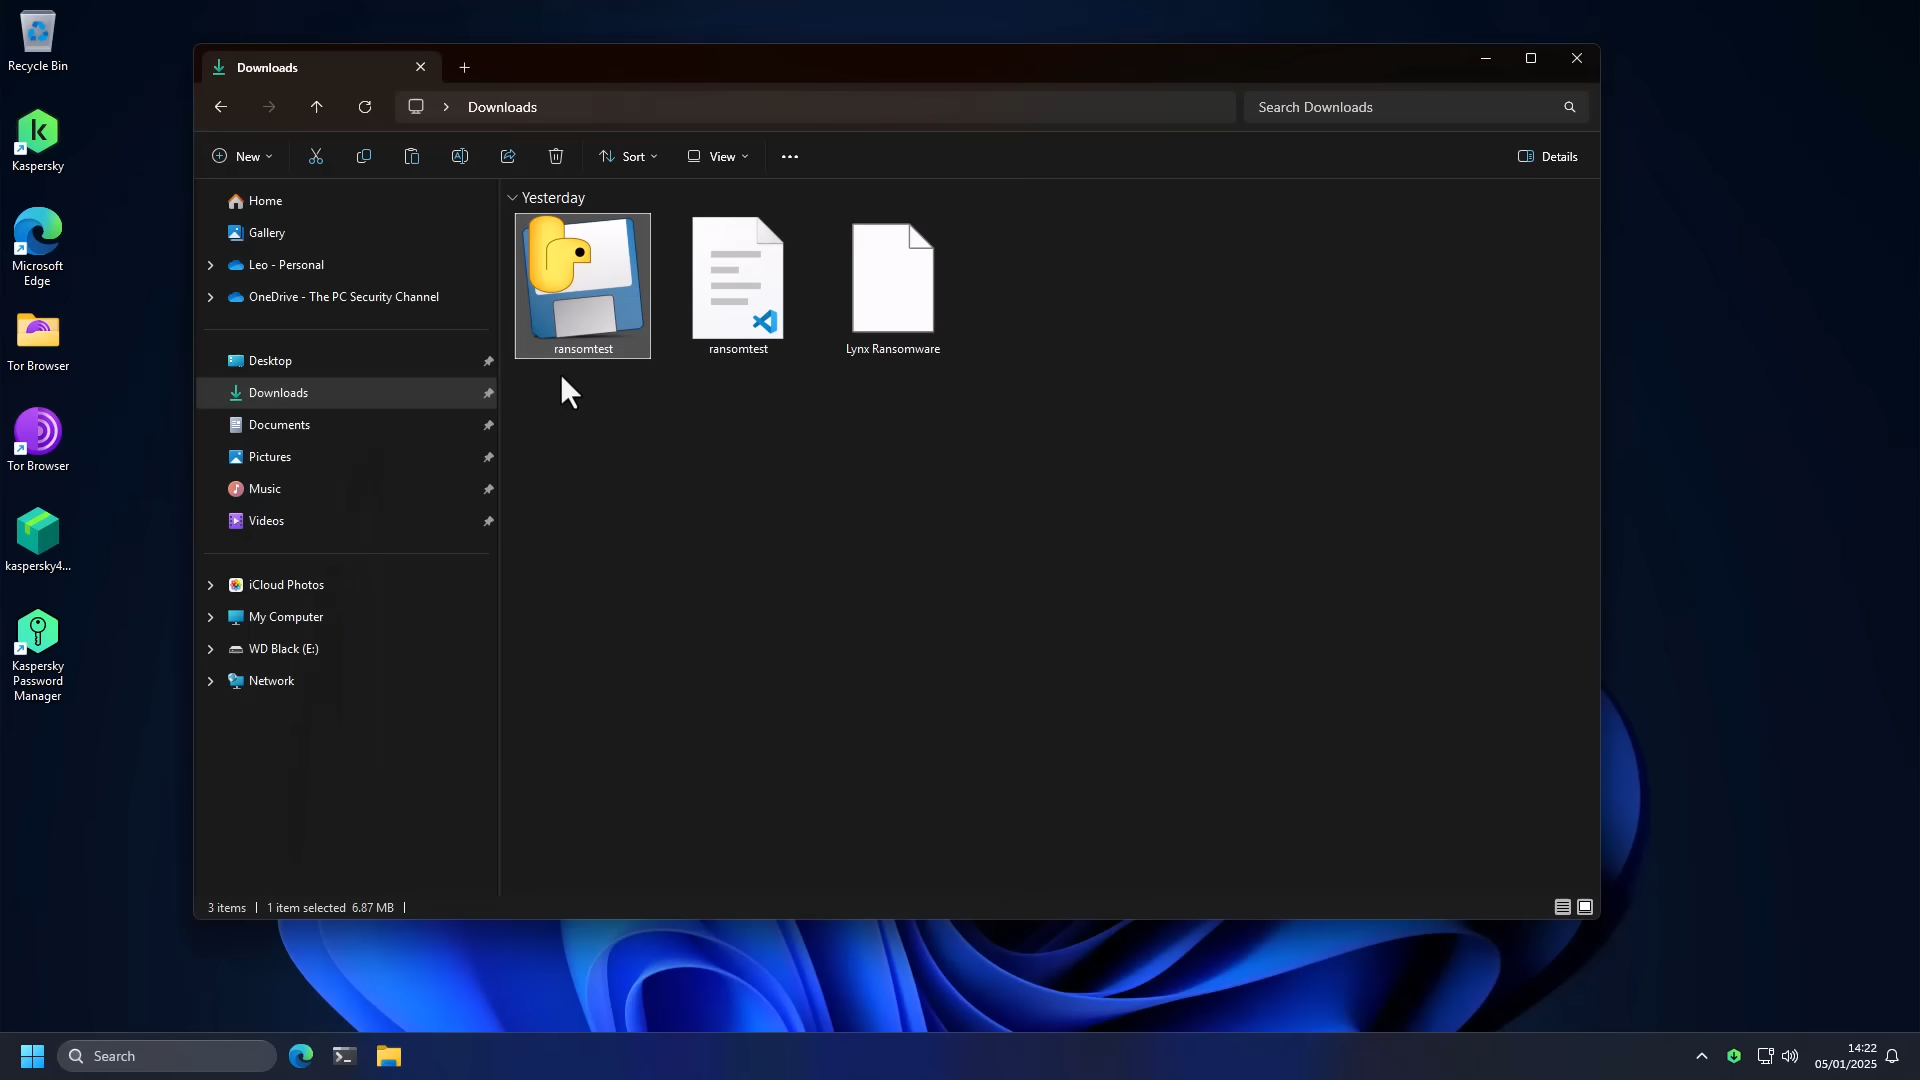 Recycle Bin
Kaspersky
Microsoft
Edge
Tor Browser
Tor Browser
kaspersky4...
Kaspersky
Password
Manager
Downloads
Downloads
Search Downloads
New
Sort
View
Details
Home
Gallery
Leo - Personal
OneDrive - The PC Security Channel
Desktop
Downloads
Documents
Pictures
Music
Videos
iCloud Photos
My Computer
WD Black (E:)
Network
Yesterday
ransomtest
ransomtest
Lynx Ransomware
3 items
1 item selected 6.87 MB
Search
14:22
05/01/2025